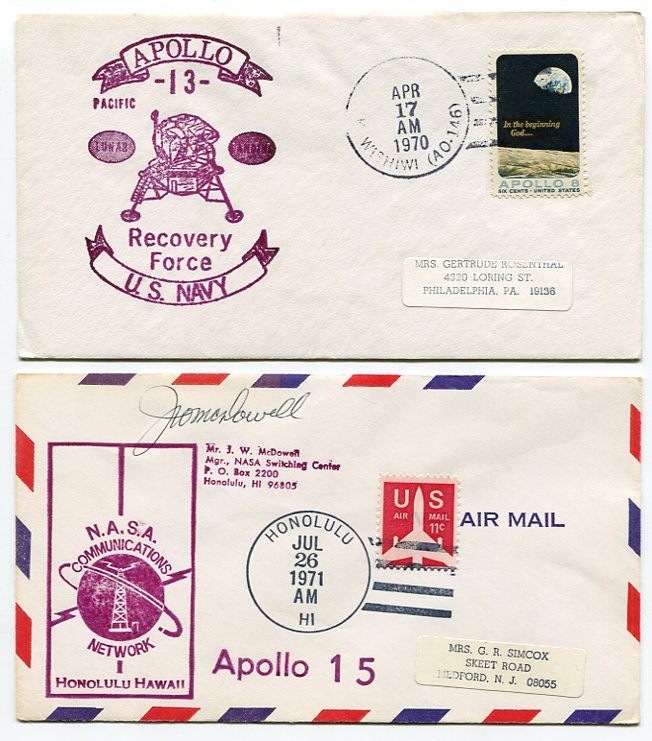 APOLLO
-13-
PACIFIC
LUNAR
Recovery
Force
U.S. NAVY
APR
17
AM
1970
WISHIWI (AO-146)
In the beginning
God...
APOLLO 8
SIX CENTS · UNITED STATES
MRS. GERTRUDE ROSENTHAL
4320 LORING ST.
PHILADELPHIA, PA. 19136
JWMcDowell
Mr. J. W. McDowell
Mgr., NASA Switching Center
P. O. Box 2200
Honolulu, HI 96805
N.A.S.A.
COMMUNICATIONS
NETWORK
HONOLULU HAWAII
HONOLULU
JUL
26
1971
AM
HI
US
AIR MAIL
11¢
AIR MAIL
Apollo 15
MRS. G. R. SIMCOX
SKEET ROAD
MEDFORD, N. J. 08055